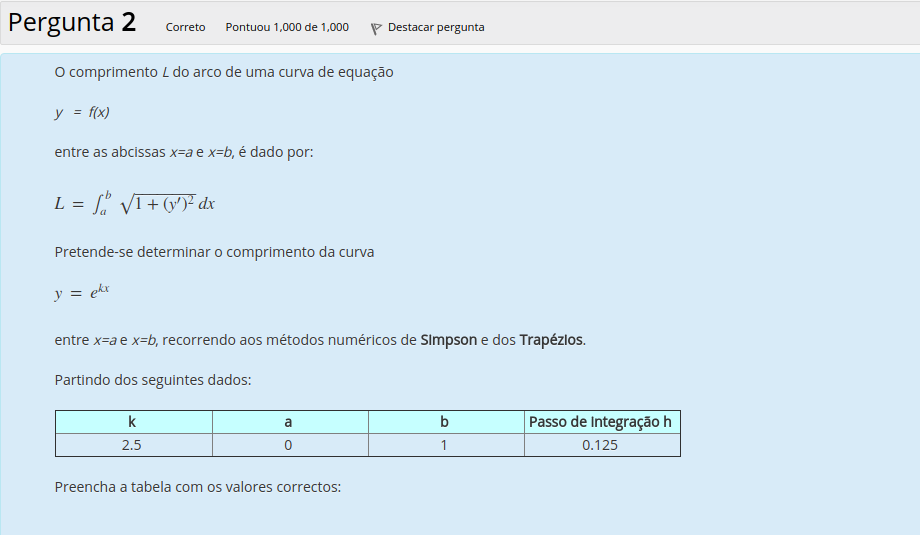 Pergunta 2 Correto Pontuou 1,000 de 1,000 Destacar pergunta
O comprimento L do arco de uma curva de equação
y = f(x)
entre as abcissas x=a e x=b, é dado por:
L = ∫ₐᵇ √(1 + (y′)²) dx
Pretende-se determinar o comprimento da curva
y = eᵏˣ
entre x=a e x=b, recorrendo aos métodos numéricos de Simpson e dos Trapézios.
Partindo dos seguintes dados:
k a b Passo de Integração h
2.5 0 1 0.125
Preencha a tabela com os valores correctos: